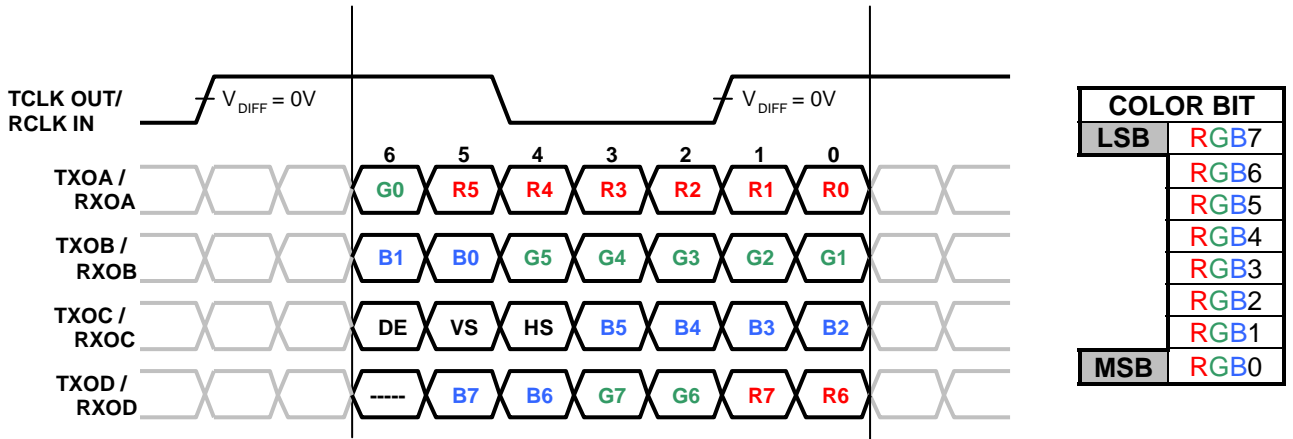 TCLK OUT/
RCLK IN
V DIFF = 0V
V DIFF = 0V
6 5 4 3 2 1 0
TXOA /
RXOA
G0 R5 R4 R3 R2 R1 R0
TXOB /
RXOB
B1 B0 G5 G4 G3 G2 G1
TXOC /
RXOC
DE VS HS B5 B4 B3 B2
TXOD /
RXOD
----- B7 B6 G7 G6 R7 R6
COLOR BIT
LSB RGB7
RGB6
RGB5
RGB4
RGB3
RGB2
RGB1
MSB RGB0